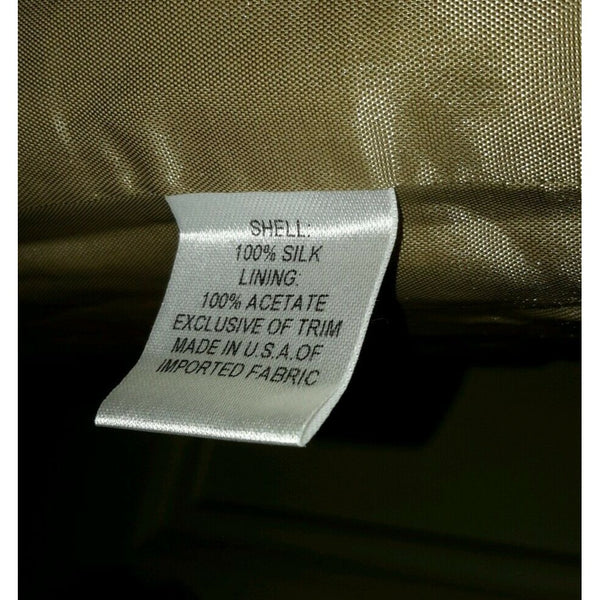 SHELL:
100% SILK
LINING:
100% ACETATE
EXCLUSIVE OF TRIM
MADE IN U.S.A.OF
IMPORTED FABRIC